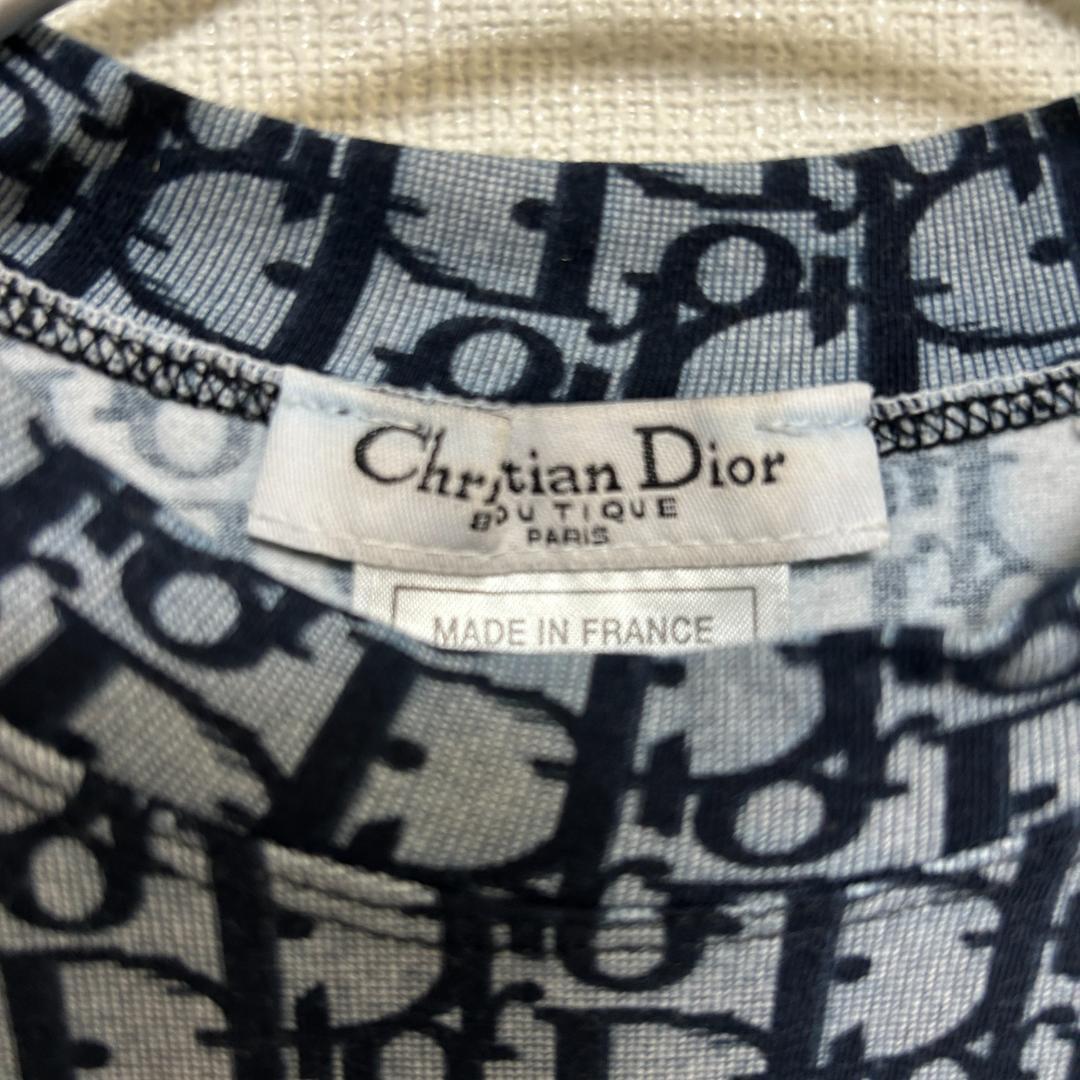 Christian Dior
BOUTIQUE
PARIS
MADE IN FRANCE